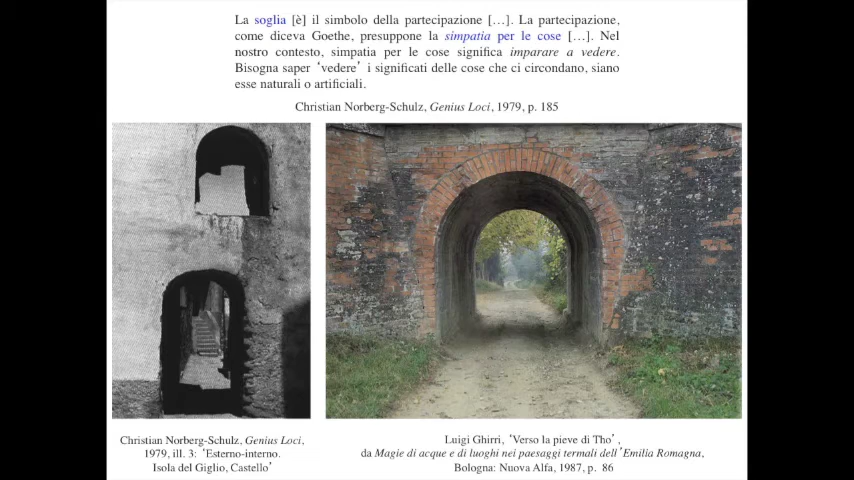 La soglia [è] il simbolo della partecipazione […]. La partecipazione,
come diceva Goethe, presuppone la simpatia per le cose […]. Nel
nostro contesto, simpatia per le cose significa imparare a vedere.
Bisogna saper ‘vedere’ i significati delle cose che ci circondano, siano
esse naturali o artificiali.
Christian Norberg-Schulz, Genius Loci, 1979, p. 185
Christian Norberg-Schulz, Genius Loci,
1979, ill. 3: ‘Esterno-interno.
Isola del Giglio, Castello’
Luigi Ghirri, ‘Verso la pieve di Tho’,
da Magie di acque e di luoghi nei paesaggi termali dell’Emilia Romagna,
Bologna: Nuova Alfa, 1987, p. 86